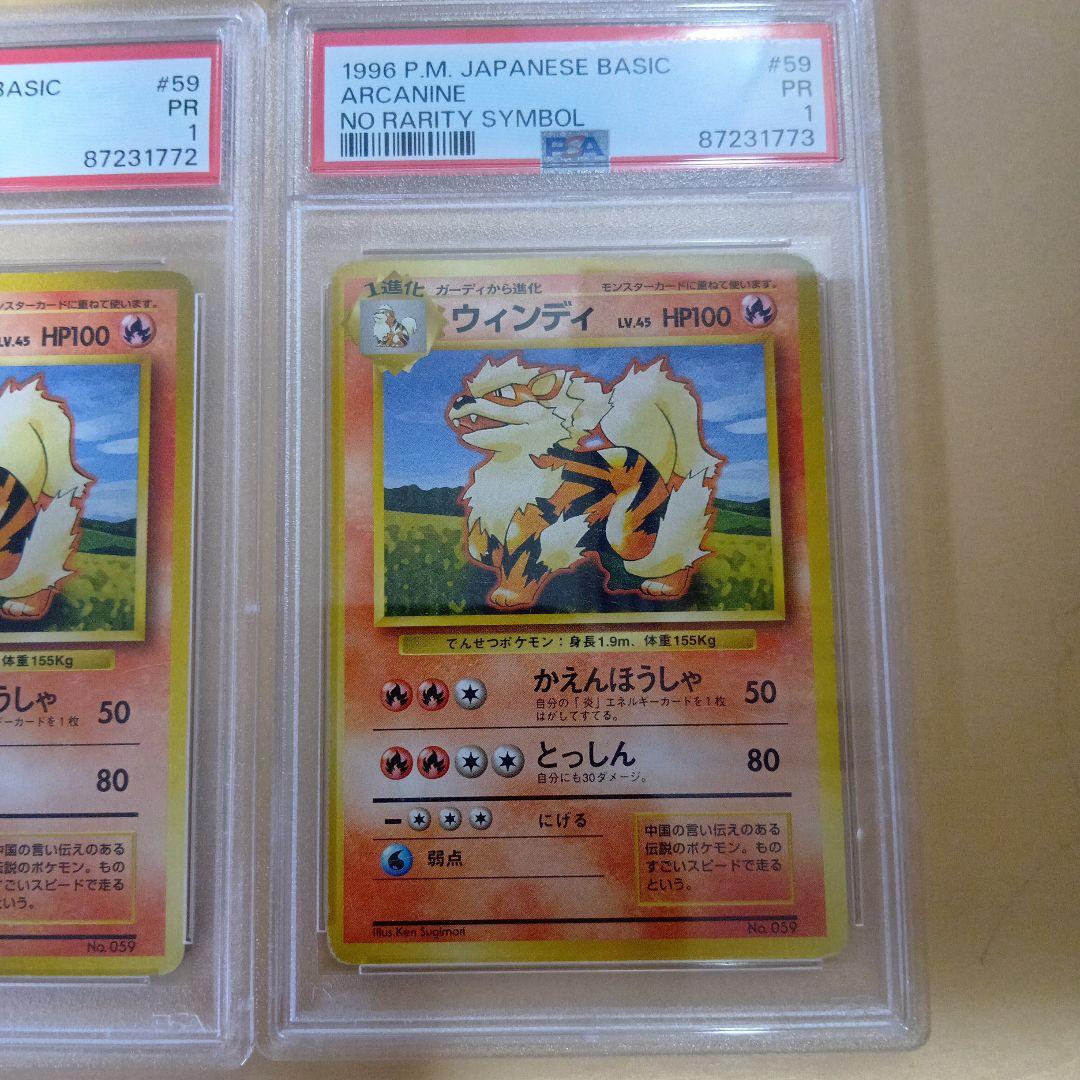 BASIC #59
PR
1
87231772
スターカードに重ねて使います。
LV.45 HP100
体重155Kg
うしゃ 50
ーカードを1枚
80
中国の言い伝えのある
伝説のポケモン。もの
すごいスピードで走る
という。
No.059
1996 P.M. JAPANESE BASIC #59
ARCANINE PR
NO RARITY SYMBOL 1
87231773
PSA
1進化 ガーディから進化 モンスターカードに重ねて使います。
ウィンディ LV.45 HP100
でんせつポケモン：身長1.9m、体重155Kg
かえんほうしゃ 50
自分の「炎」エネルギーカードを1枚
はがしてすてる。
とっしん 80
自分にも30ダメージ。
にげる
弱点
中国の言い伝えのある
伝説のポケモン。もの
すごいスピードで走る
という。
Illus.Ken Sugimori No.059